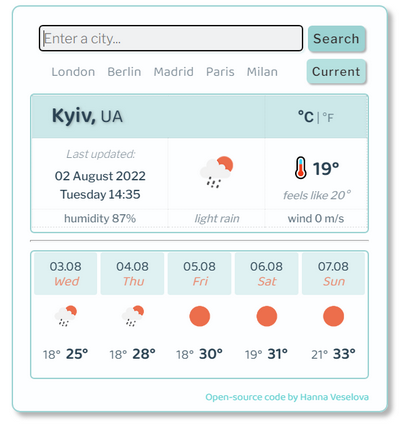 Enter a city...
Search
London Berlin Madrid Paris Milan
Current
Kyiv, UA
°C | °F
Last updated:
02 August 2022
Tuesday 14:35
humidity 87%
light rain
19°
feels like 20°
wind 0 m/s
03.08 04.08 05.08 06.08 07.08
Wed Thu Fri Sat Sun
18° 25° 18° 28° 18° 30° 19° 31° 21° 33°
Open-source code by Hanna Veselova